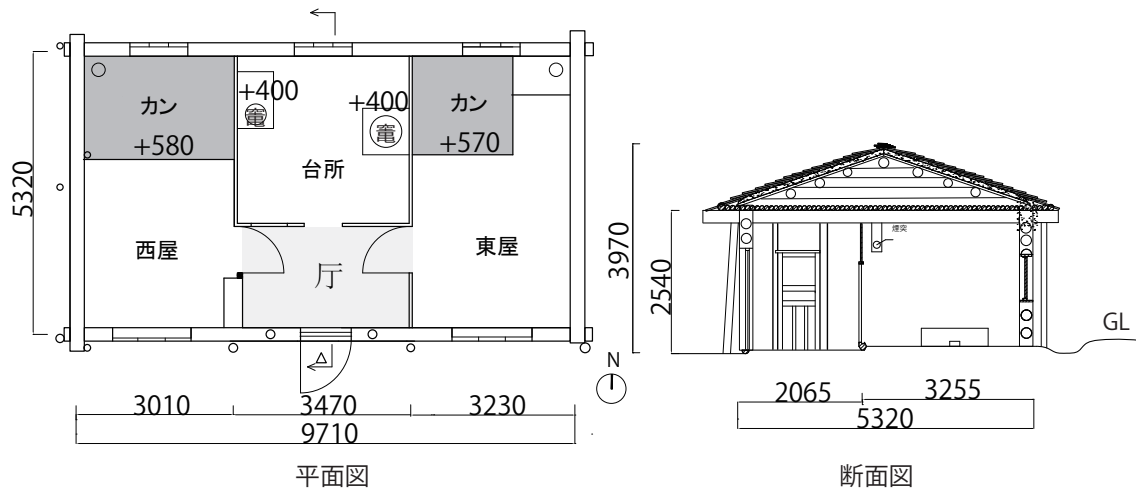 カン
+580
+400
竈
+400
竈
カン
+570
台所
西屋
東屋
厅
5320
N
3010
3470
3230
9710
平面図
煙突
3970
2540
GL
2065
3255
5320
断面図